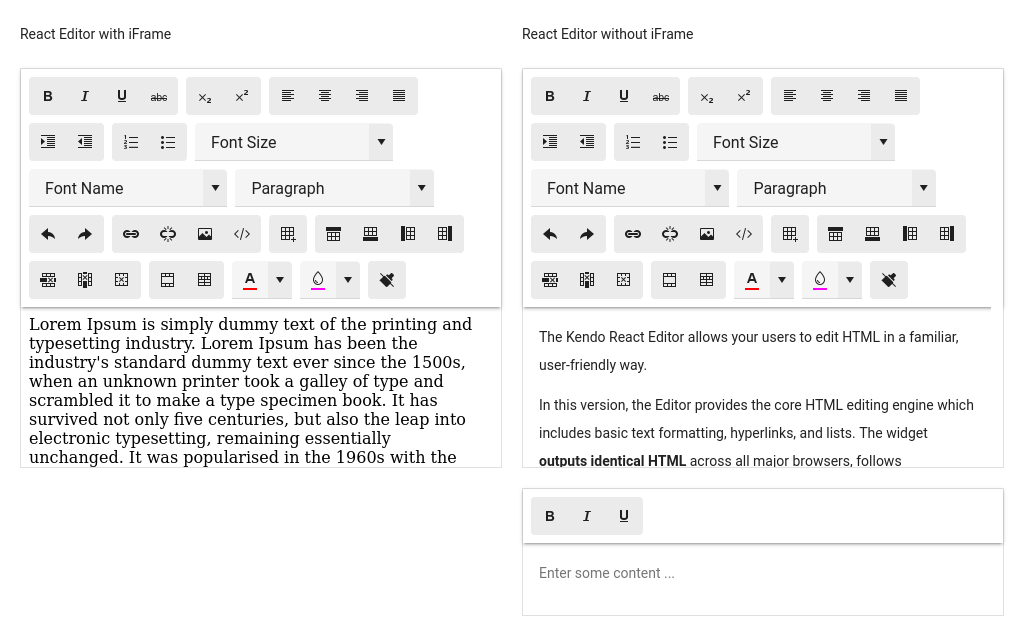 React Editor with iFrame
B I U abc x₂ x²
Font Size
Font Name Paragraph
A
Lorem Ipsum is simply dummy text of the printing and
typesetting industry. Lorem Ipsum has been the
industry's standard dummy text ever since the 1500s,
when an unknown printer took a galley of type and
scrambled it to make a type specimen book. It has
survived not only five centuries, but also the leap into
electronic typesetting, remaining essentially
unchanged. It was popularised in the 1960s with the
React Editor without iFrame
B I U abc x₂ x²
Font Size
Font Name Paragraph
A
The Kendo React Editor allows your users to edit HTML in a familiar,
user-friendly way.
In this version, the Editor provides the core HTML editing engine which
includes basic text formatting, hyperlinks, and lists. The widget
outputs identical HTML across all major browsers, follows
B I U
Enter some content ...